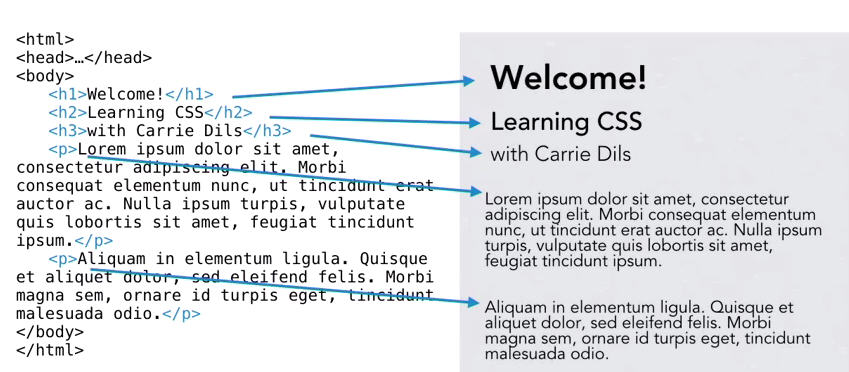 <html>
<head>…</head>
<body>
<h1>Welcome!</h1>
<h2>Learning CSS</h2>
<h3>with Carrie Dils</h3>
<p>Lorem ipsum dolor sit amet,
consectetur adipiscing elit. Morbi
consequat elementum nunc, ut tincidunt erat
auctor ac. Nulla ipsum turpis, vulputate
quis lobortis sit amet, feugiat tincidunt
ipsum.</p>
<p>Aliquam in elementum ligula. Quisque
et aliquet dolor, sed eleifend felis. Morbi
magna sem, ornare id turpis eget, tincidunt
malesuada odio.</p>
</body>
</html>
Welcome!
Learning CSS
with Carrie Dils
Lorem ipsum dolor sit amet, consectetur
adipiscing elit. Morbi consequat elementum
nunc, ut tincidunt erat auctor ac. Nulla ipsum
turpis, vulputate quis lobortis sit amet,
feugiat tincidunt ipsum.
Aliquam in elementum ligula. Quisque et
aliquet dolor, sed eleifend felis. Morbi
magna sem, ornare id turpis eget, tincidunt
malesuada odio.